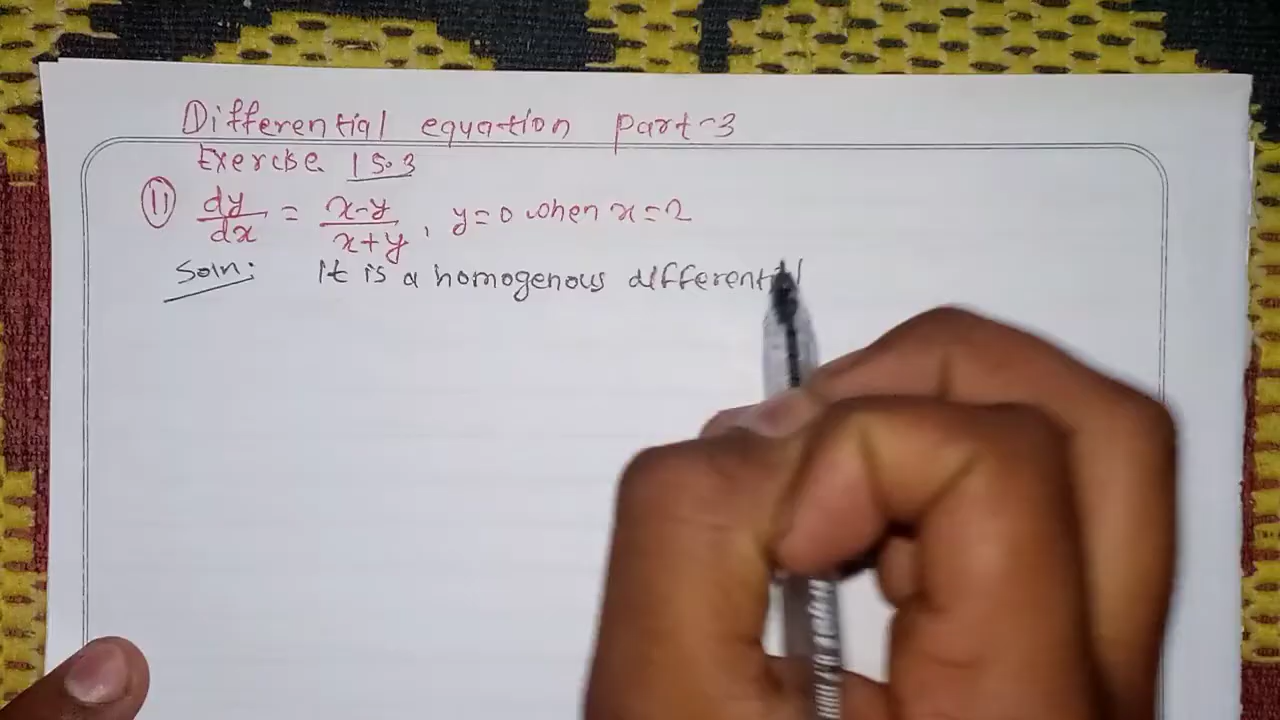 Differential equation part-3
Exercise 15.3
11 dy/dx = x-y/x+y, y=0 when x=2
Soln: It is a homogenous differential